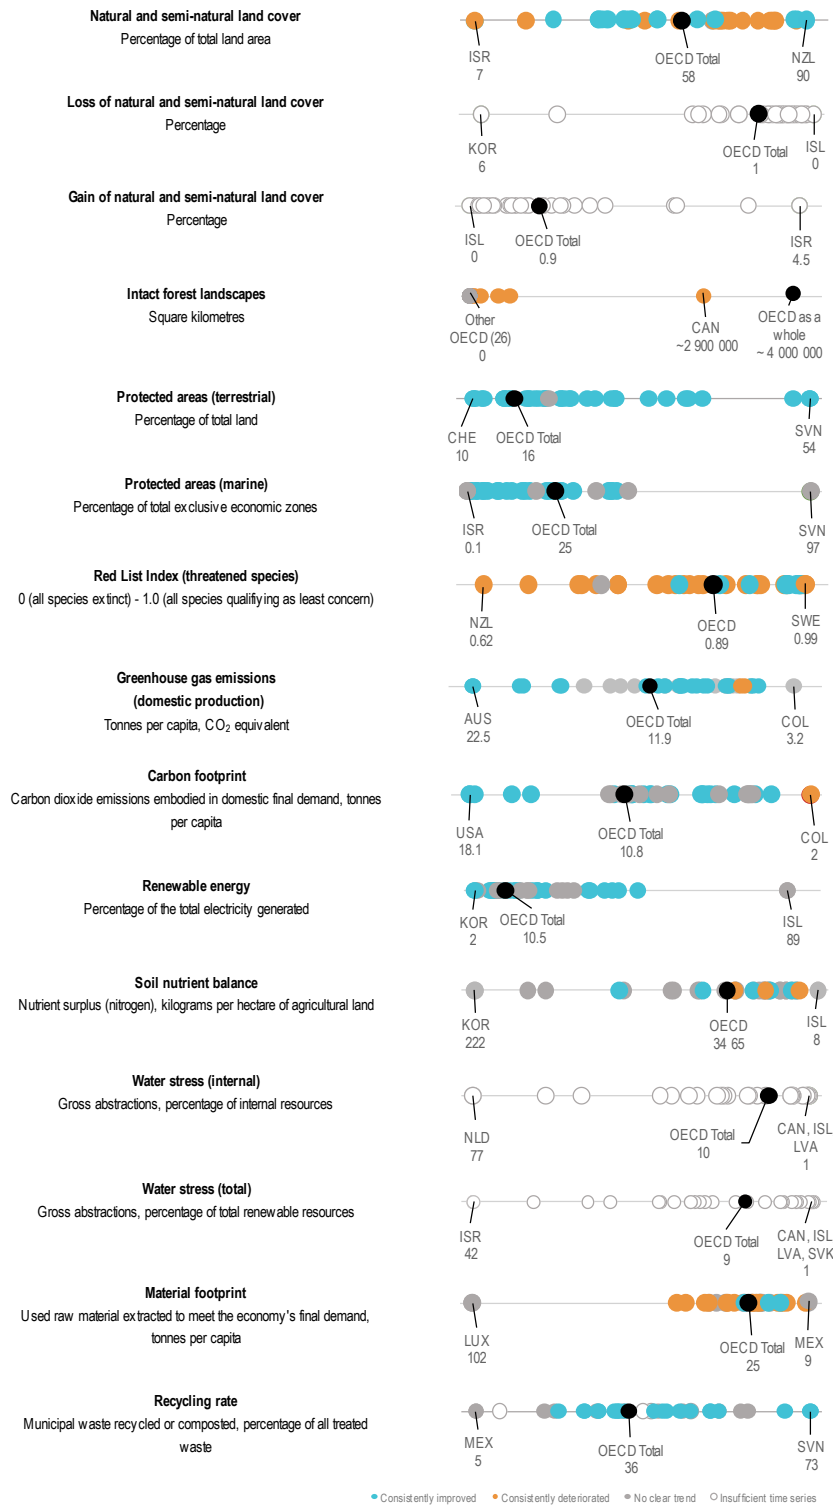 Natural and semi-natural land cover
Percentage of total land area
ISR
7
OECD Total
58
NZL
90
Loss of natural and semi-natural land cover
Percentage
KOR
6
OECD Total
1
ISL
0
Gain of natural and semi-natural land cover
Percentage
ISL
0
OECD Total
0.9
ISR
4.5
Intact forest landscapes
Square kilometres
Other
OECD (26)
0
CAN
~2 900 000
OECD as a
whole
~ 4 000 000
Protected areas (terrestrial)
Percentage of total land
CHE
10
OECD Total
16
SVN
54
Protected areas (marine)
Percentage of total exclusive economic zones
ISR
0.1
OECD Total
25
SVN
97
Red List Index (threatened species)
0 (all species extinct) - 1.0 (all species qualifiying as least concern)
NZL
0.62
OECD
0.89
SWE
0.99
Greenhouse gas emissions
(domestic production)
Tonnes per capita, CO₂ equivalent
AUS
22.5
OECD Total
11.9
COL
3.2
Carbon footprint
Carbon dioxide emissions embodied in domestic final demand, tonnes
per capita
USA
18.1
OECD Total
10.8
COL
2
Renewable energy
Percentage of the total electricity generated
KOR
2
OECD Total
10.5
ISL
89
Soil nutrient balance
Nutrient surplus (nitrogen), kilograms per hectare of agricultural land
KOR
222
OECD
34 65
ISL
8
Water stress (internal)
Gross abstractions, percentage of internal resources
NLD
77
OECD Total
10
CAN, ISL
LVA
1
Water stress (total)
Gross abstractions, percentage of total renewable resources
ISR
42
OECD Total
9
CAN, ISL
LVA, SVK
1
Material footprint
Used raw material extracted to meet the economy's final demand,
tonnes per capita
LUX
102
OECD Total
25
MEX
9
Recycling rate
Municipal waste recycled or composted, percentage of all treated
waste
MEX
5
OECD Total
36
SVN
73
Consistently improved Consistently deteriorated No clear trend Insufficient time series